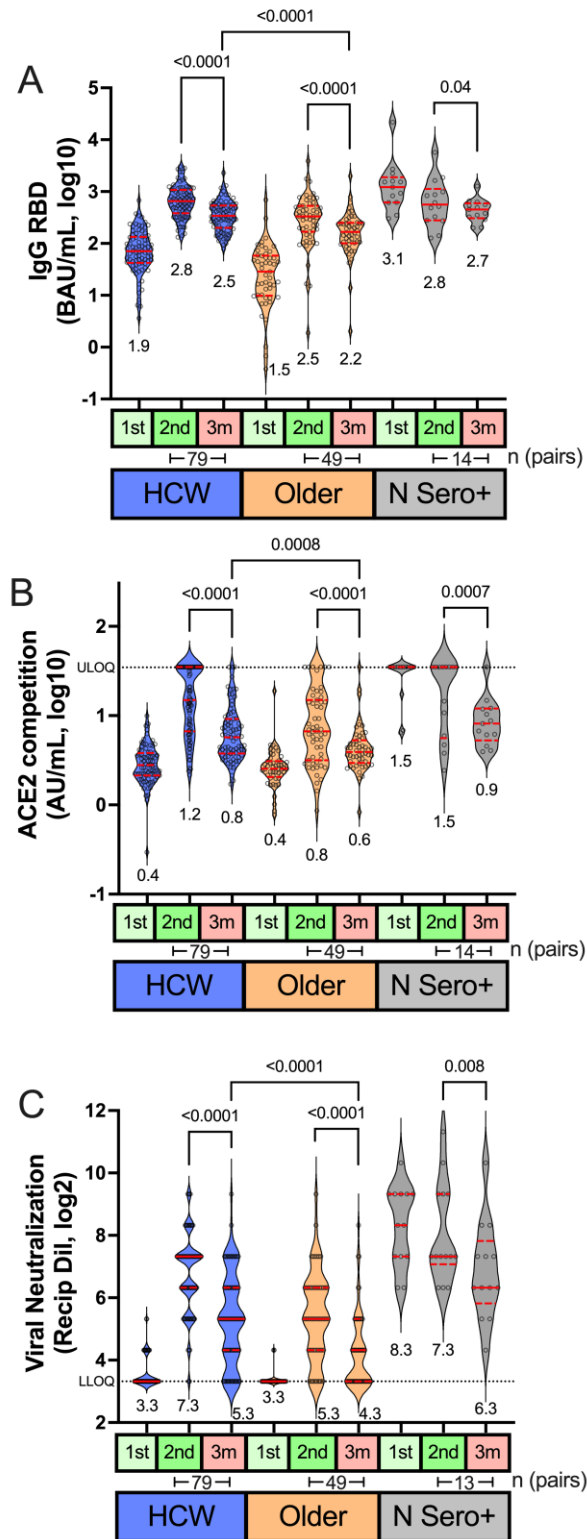 A
<0.0001
<0.0001
<0.0001
0.04
IgG RBD
(BAU/mL, log10)
5
4
3
2
1
0
-1
1.9
2.8
2.5
1.5
2.5
2.2
3.1
2.8
2.7
1st 2nd 3m 1st 2nd 3m 1st 2nd 3m
79 49 14 n (pairs)
HCW Older N Sero+
B
0.0008
<0.0001
<0.0001
0.0007
ACE2 competition
(AU/mL, log10)
2
ULOQ
1
0
-1
0.4
1.2
0.8
0.4
0.8
0.6
1.5
1.5
0.9
1st 2nd 3m 1st 2nd 3m 1st 2nd 3m
79 49 14 n (pairs)
HCW Older N Sero+
C
<0.0001
<0.0001
<0.0001
0.008
Viral Neutralization
(Recip Dil, log2)
12
10
8
6
4
LLOQ
2
3.3
7.3
5.3
3.3
5.3
4.3
8.3
7.3
6.3
1st 2nd 3m 1st 2nd 3m 1st 2nd 3m
79 49 13 n (pairs)
HCW Older N Sero+